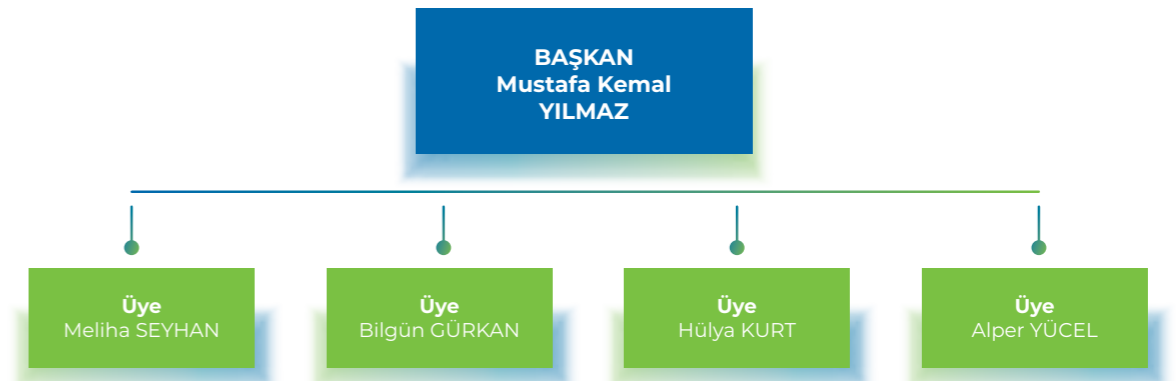 BAŞKAN
Mustafa Kemal
YILMAZ
Üye
Meliha SEYHAN
Üye
Bilgün GÜRKAN
Üye
Hülya KURT
Üye
Alper YÜCEL